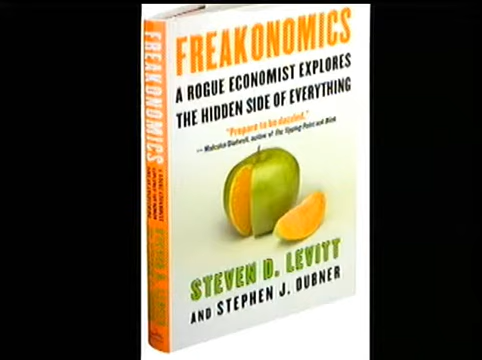 FREAKONOMICS
A ROGUE ECONOMIST EXPLORES
THE HIDDEN SIDE OF EVERYTHING
"Prepare to be dazzled."
— Malcolm Gladwell, author of The Tipping Point and Blink
STEVEN D. LEVITT
AND STEPHEN J. DUBNER
FREAKONOMICS